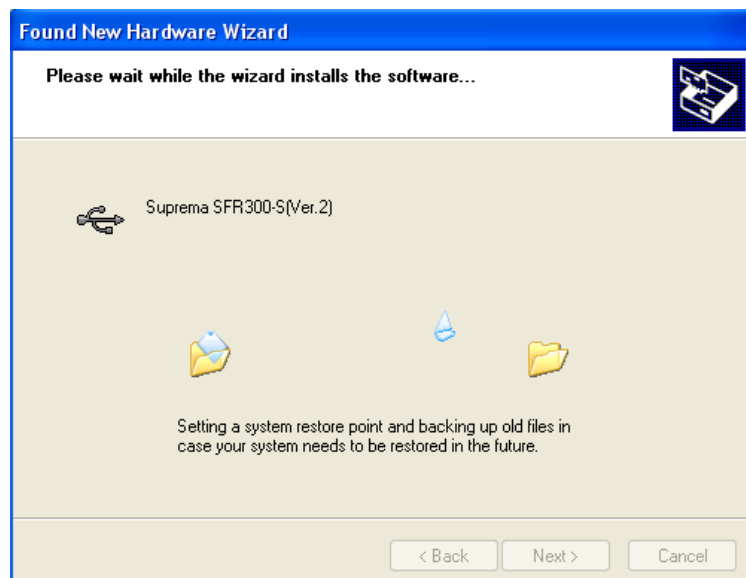 Found New Hardware Wizard
Please wait while the wizard installs the software...
Suprema SFR300-S(Ver.2)
Setting a system restore point and backing up old files in
case your system needs to be restored in the future.
< Back
Next >
Cancel